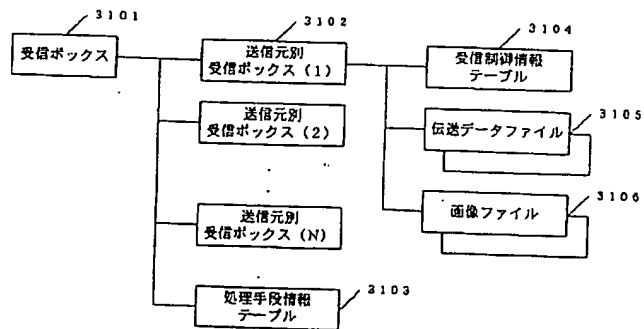 3101
受信ボックス
3102
送信元別
受信ボックス(1)
3104
受信制御情報
テーブル
送信元別
受信ボックス(2)
3105
伝送データファイル
3106
画像ファイル
送信元別
受信ボックス(N)
処理手段情報
テーブル
3103